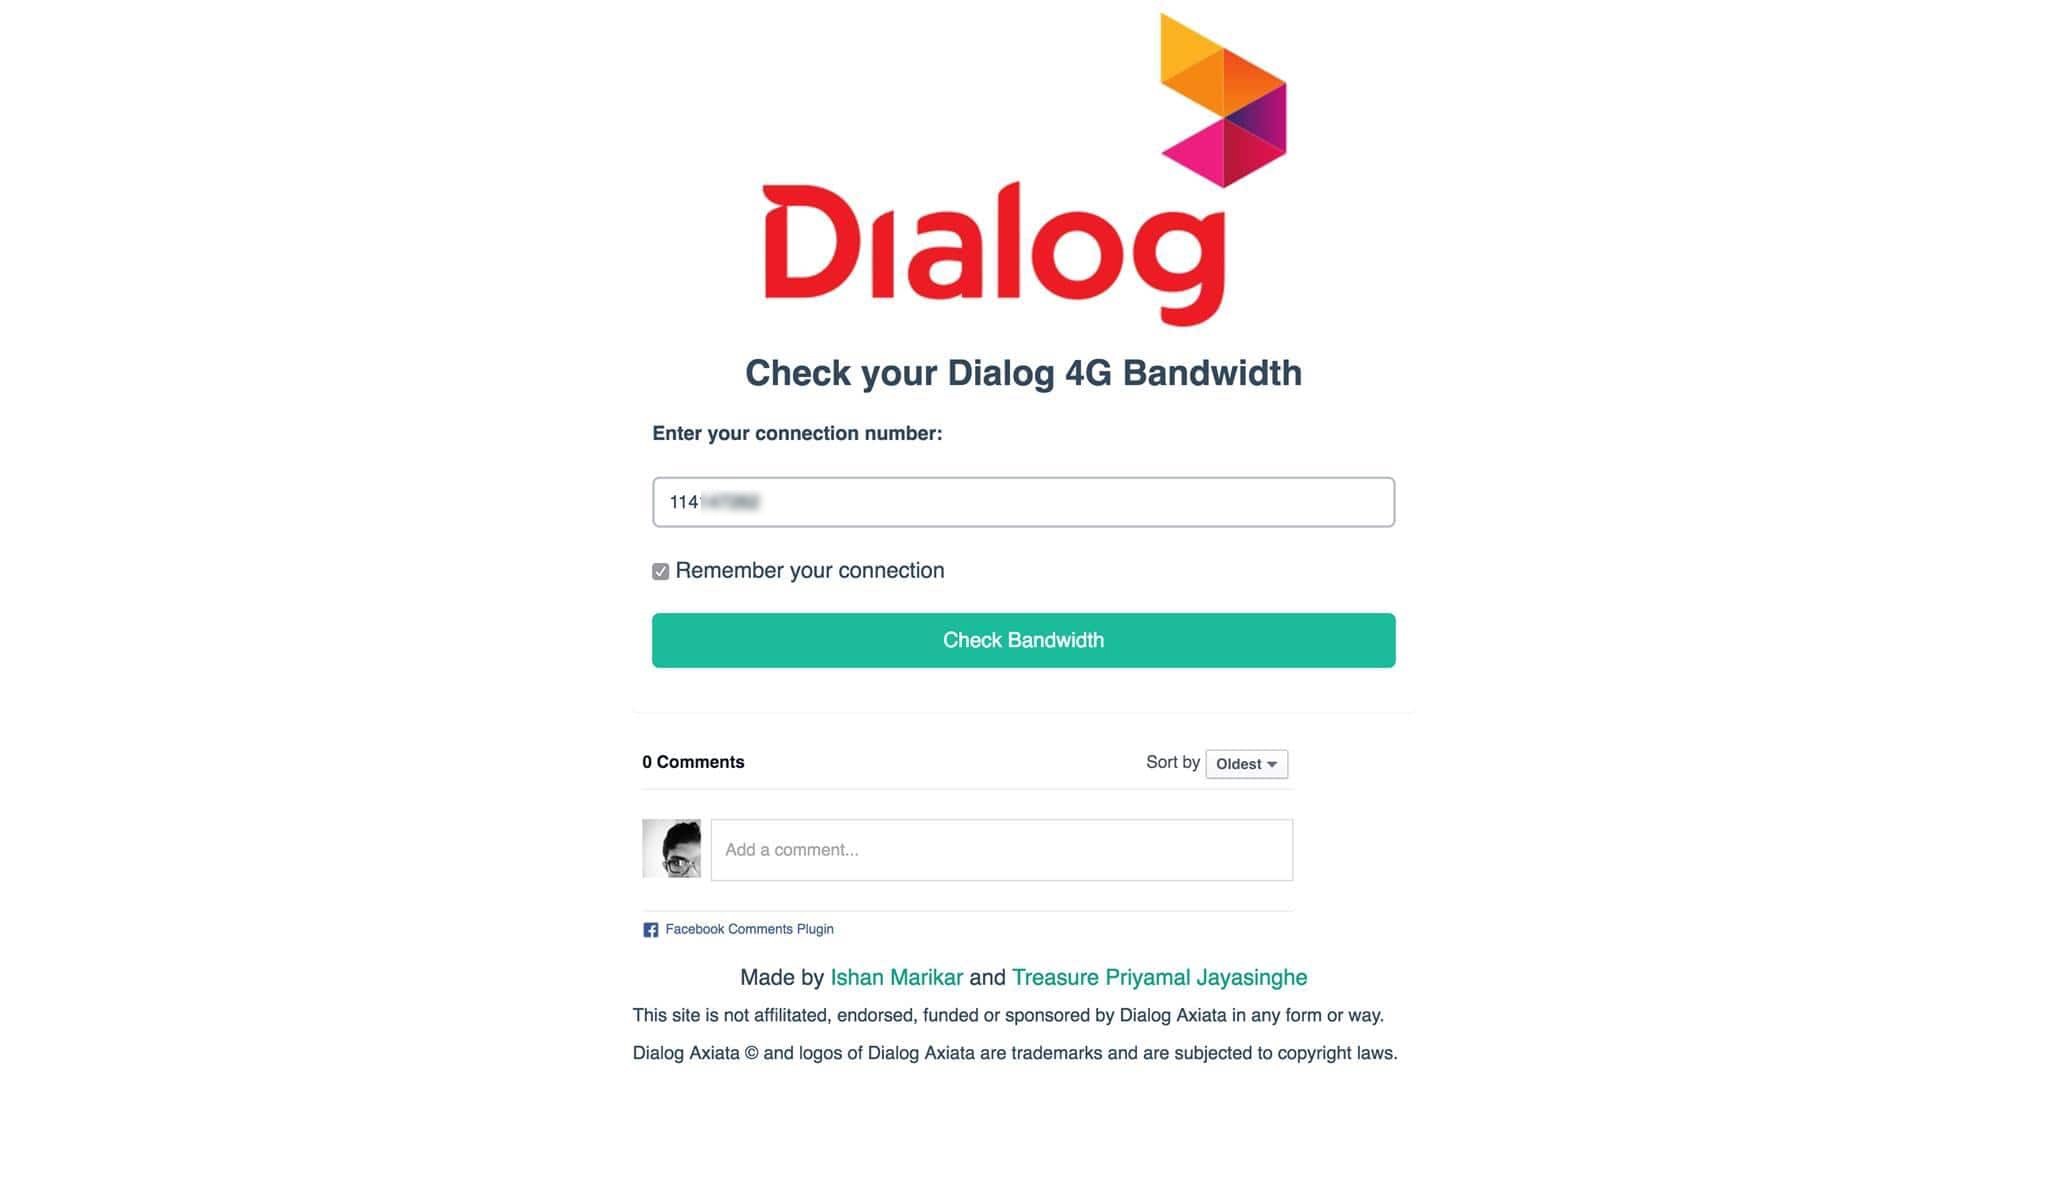 Dialog
Check your Dialog 4G Bandwidth
Enter your connection number:
114
Remember your connection
Check Bandwidth
0 Comments
Sort by Oldest
Add a comment...
Facebook Comments Plugin
Made by Ishan Marikar and Treasure Priyamal Jayasinghe
This site is not affilitated, endorsed, funded or sponsored by Dialog Axiata in any form or way.
Dialog Axiata © and logos of Dialog Axiata are trademarks and are subjected to copyright laws.